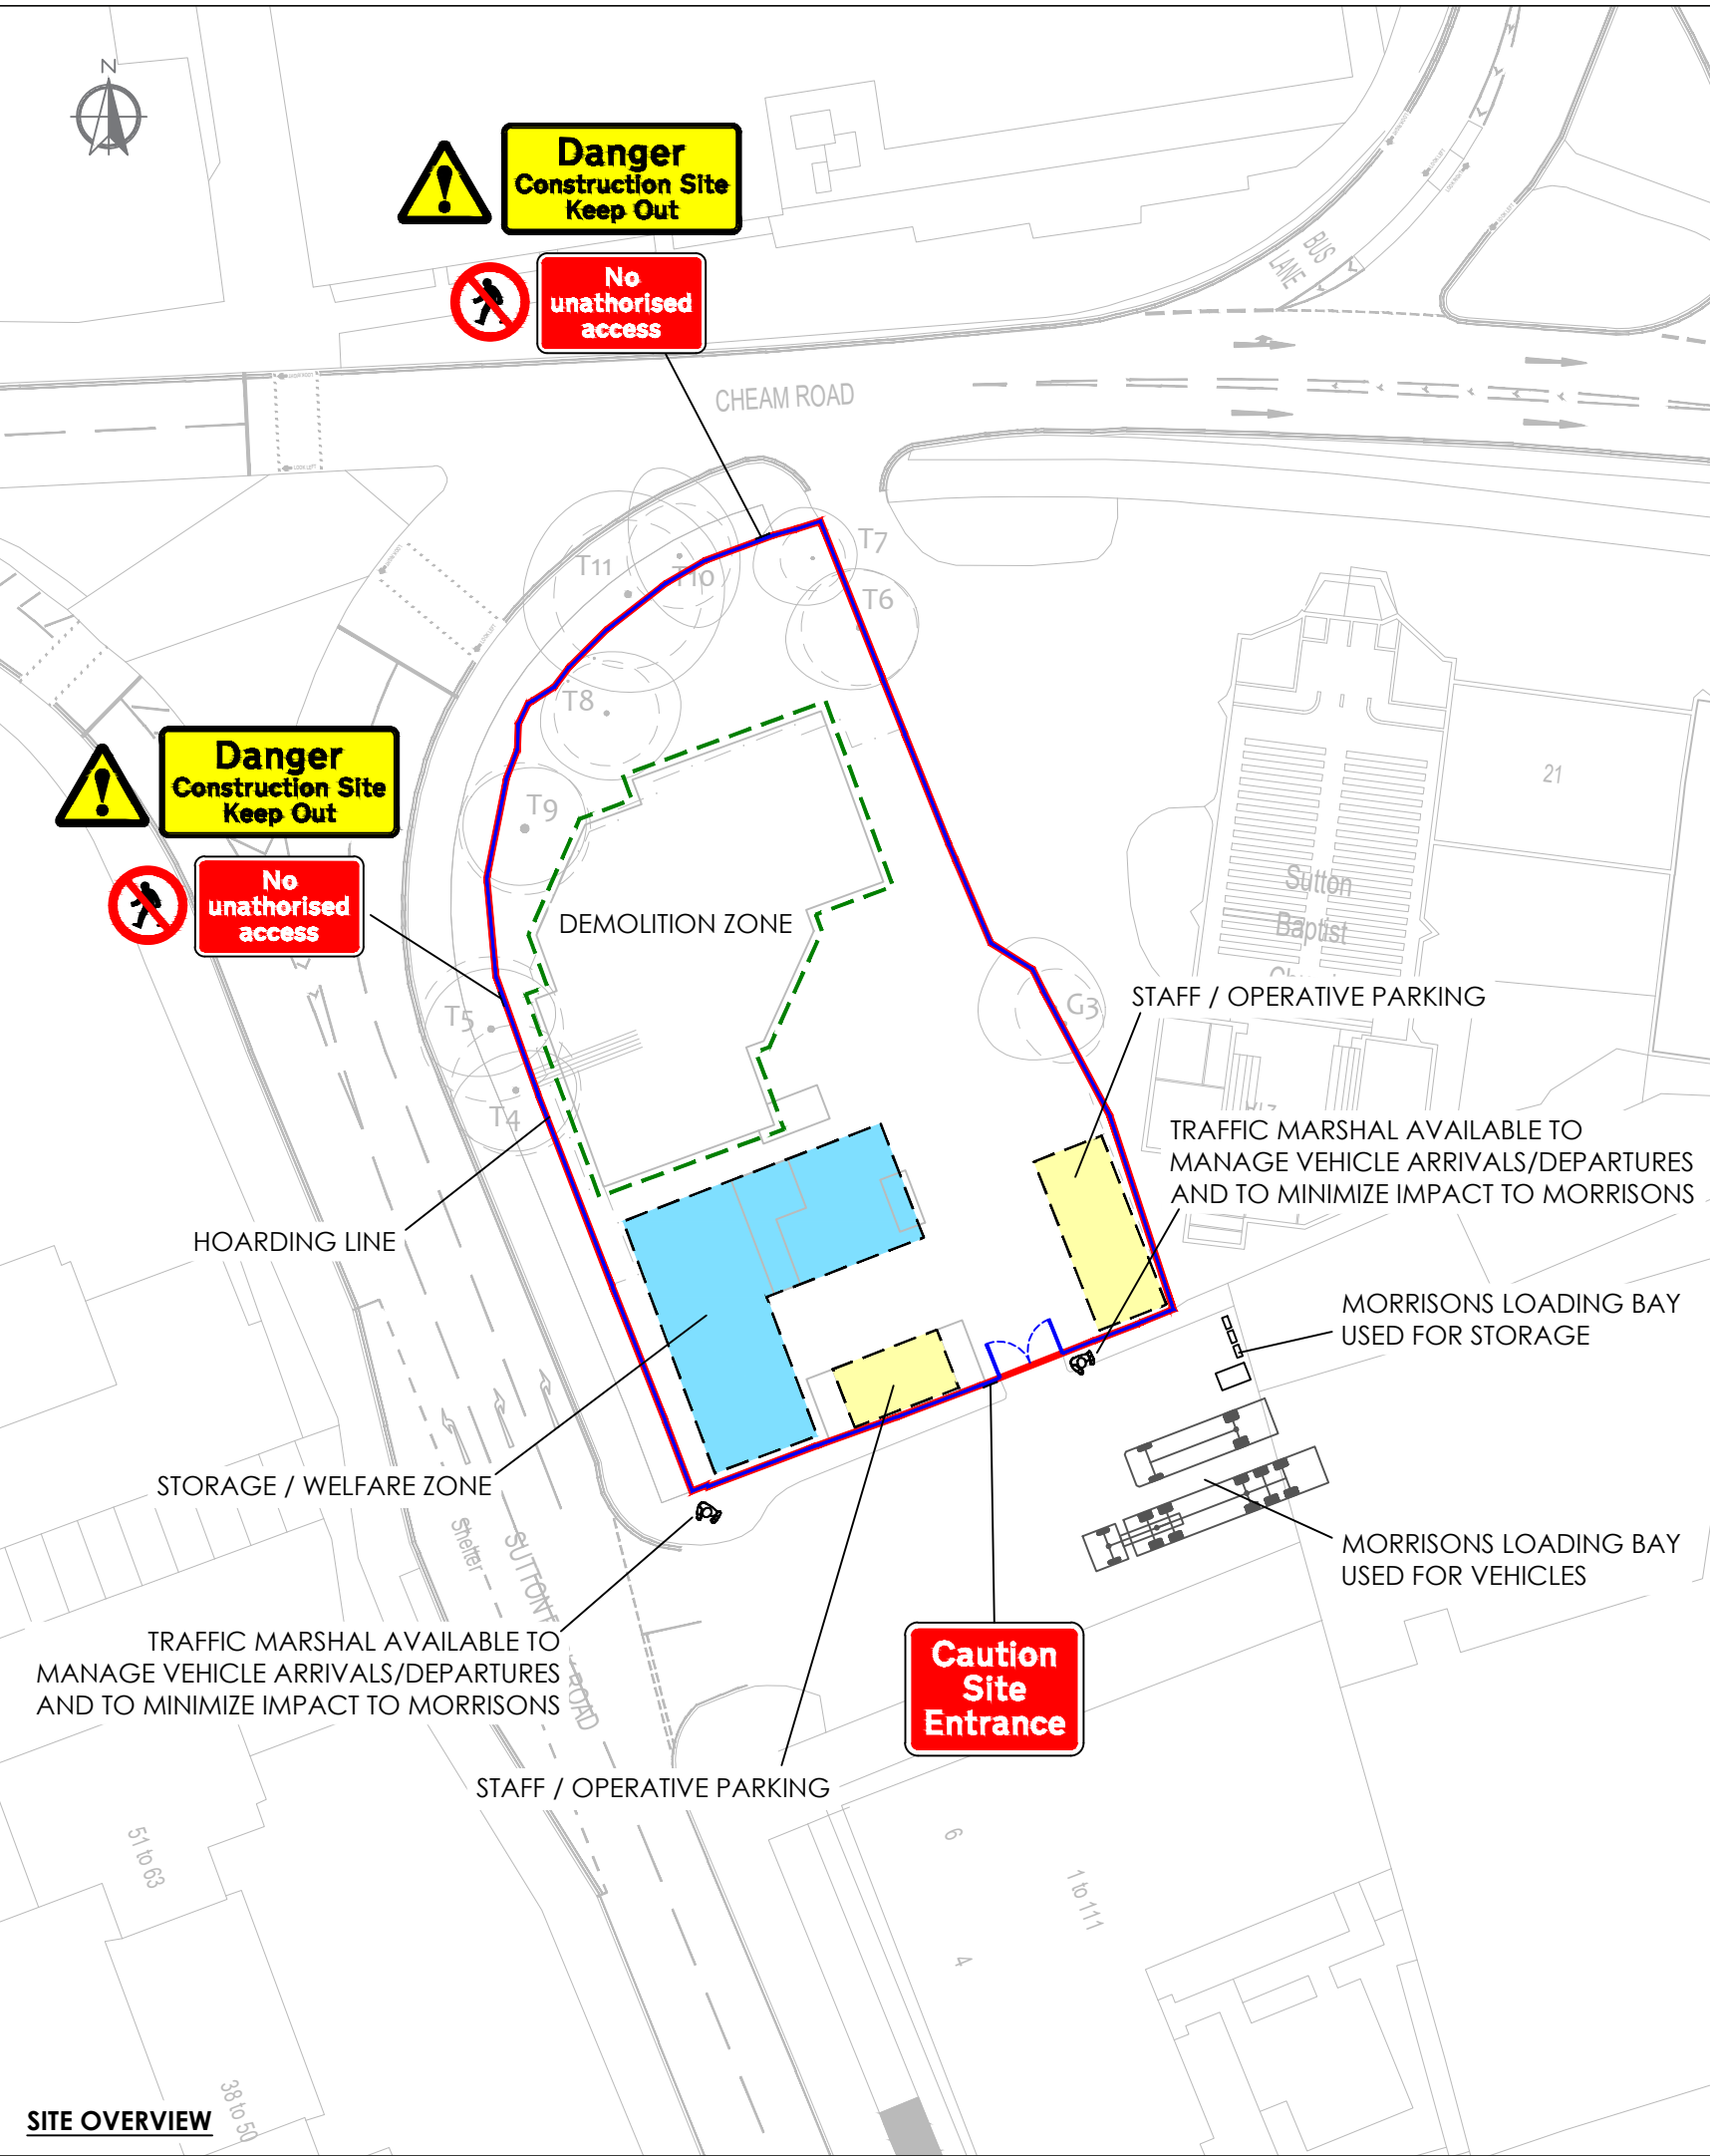 N
Danger
Construction Site
Keep Out
No
unathorised
access
BUS
LANE
CHEAM ROAD
LOOK RIGHT
LOOK LEFT
T11
T10
T7
T6
T8
Danger
Construction Site
Keep Out
No
unathorised
access
T9
DEMOLITION ZONE
21
Sutton
Baptist
STAFF / OPERATIVE PARKING
G3
T5
T4
TRAFFIC MARSHAL AVAILABLE TO
MANAGE VEHICLE ARRIVALS/DEPARTURES
AND TO MINIMIZE IMPACT TO MORRISONS
HOARDING LINE
MORRISONS LOADING BAY
USED FOR STORAGE
STORAGE / WELFARE ZONE
Shelter
MORRISONS LOADING BAY
USED FOR VEHICLES
TRAFFIC MARSHAL AVAILABLE TO
MANAGE VEHICLE ARRIVALS/DEPARTURES
AND TO MINIMIZE IMPACT TO MORRISONS
SUTTON ROAD
Caution
Site
Entrance
STAFF / OPERATIVE PARKING
51 to 63
6
1 to 111
4
38 to 50
SITE OVERVIEW